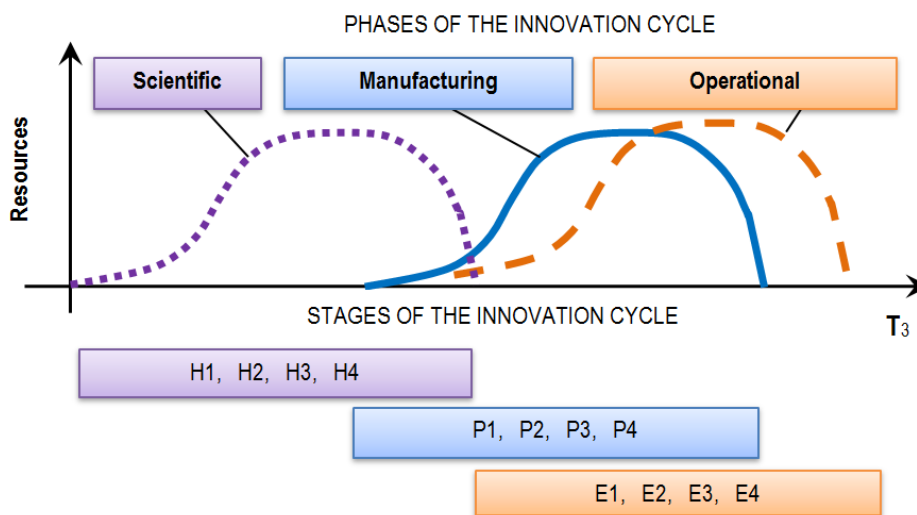 PHASES OF THE INNOVATION CYCLE
Scientific
Manufacturing
Operational
Resources
STAGES OF THE INNOVATION CYCLE
T3
H1, H2, H3, H4
P1, P2, P3, P4
E1, E2, E3, E4